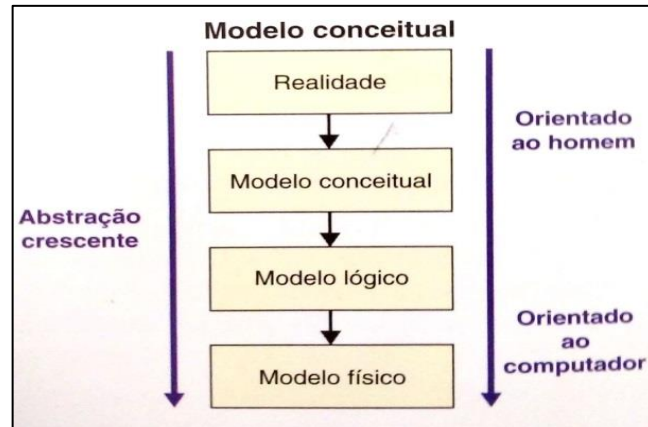 Modelo conceitual
Realidade
Orientado
ao homem
Modelo conceitual
Abstração
crescente
Modelo lógico
Orientado
ao
computador
Modelo físico